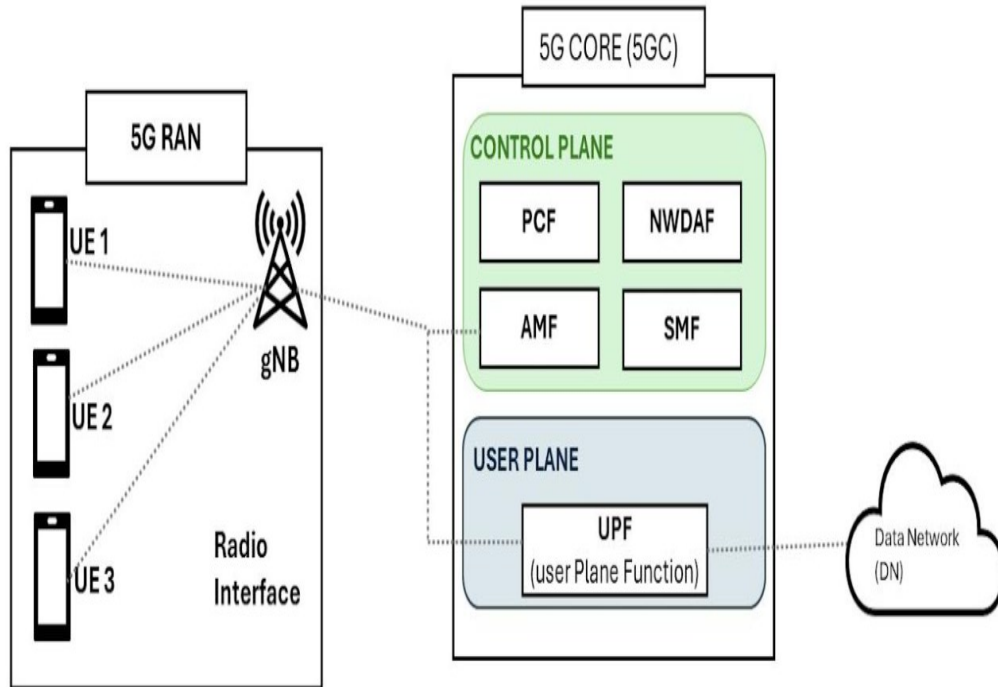 5G RAN
UE 1
UE 2
UE 3
gNB
Radio
Interface
5G CORE (5GC)
CONTROL PLANE
PCF
NWDAF
AMF
SMF
USER PLANE
UPF
(user Plane Function)
Data Network
(DN)